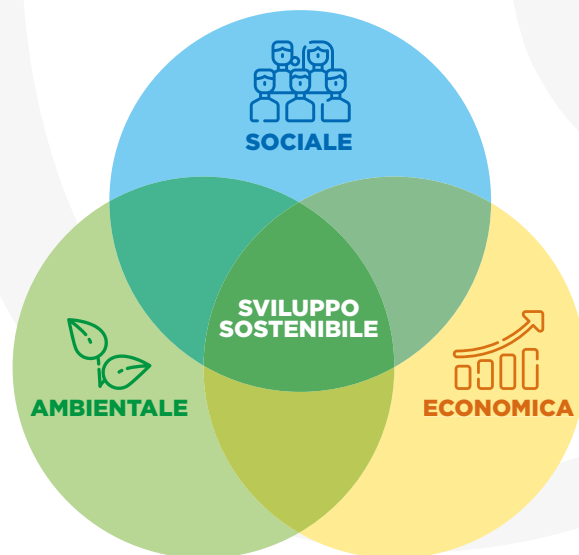 SOCIALE
SVILUPPO
SOSTENIBILE
AMBIENTALE
ECONOMICA